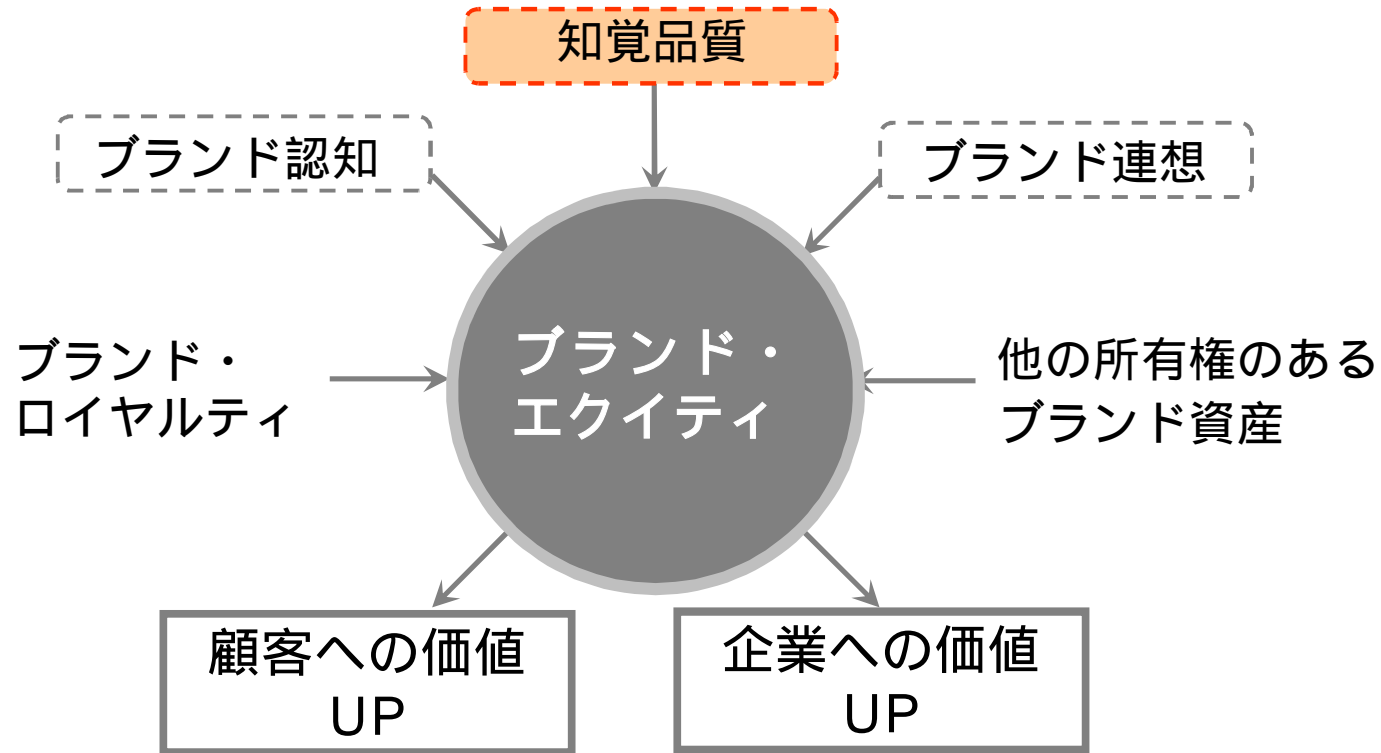 知覚品質
ブランド認知
ブランド連想
ブランド・
ロイヤルティ
ブランド・
エクイティ
他の所有権のある
ブランド資産
顧客への価値
UP
企業への価値
UP